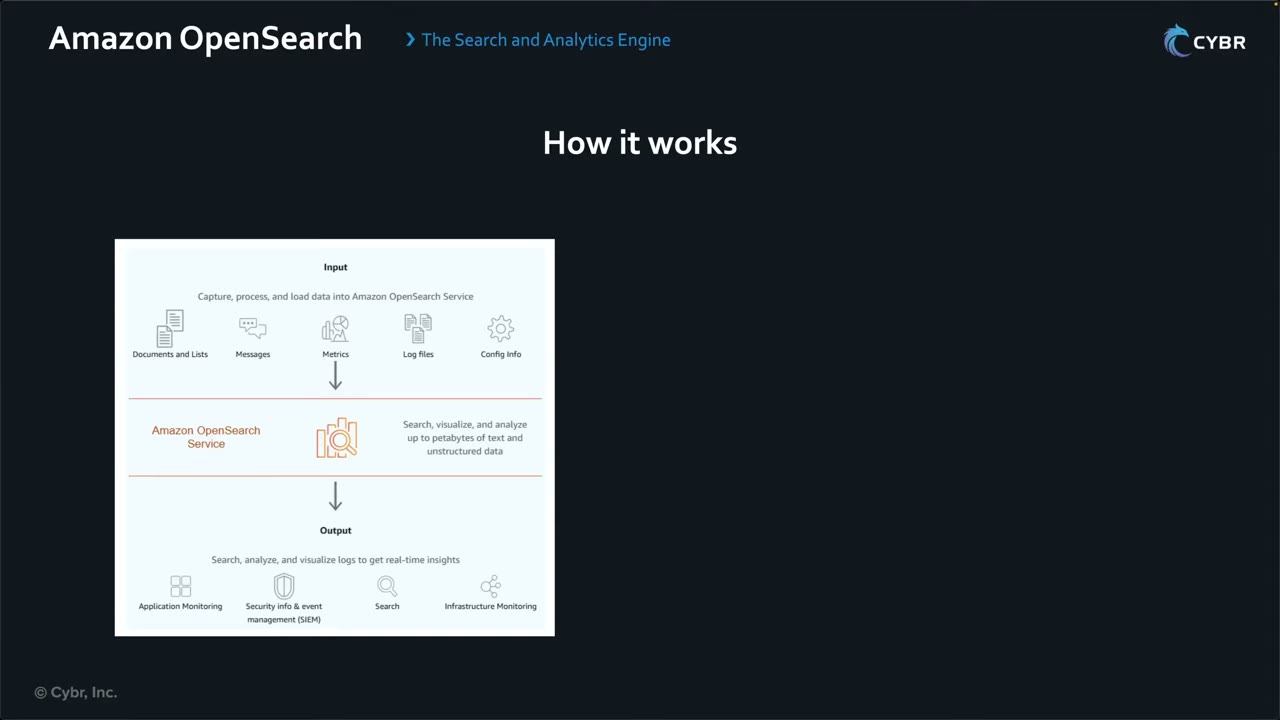 Amazon OpenSearch
❯ The Search and Analytics Engine
CYBR
How it works
Input
Capture, process, and load data into Amazon OpenSearch Service
Documents and Lists
Messages
Metrics
Log files
Config Info
Amazon OpenSearch
Service
Search, visualize, and analyze
up to petabytes of text and
unstructured data
Output
Search, analyze, and visualize logs to get real-time insights
Application Monitoring
Security info & event
management (SIEM)
Search
Infrastructure Monitoring
© Cybr, Inc.